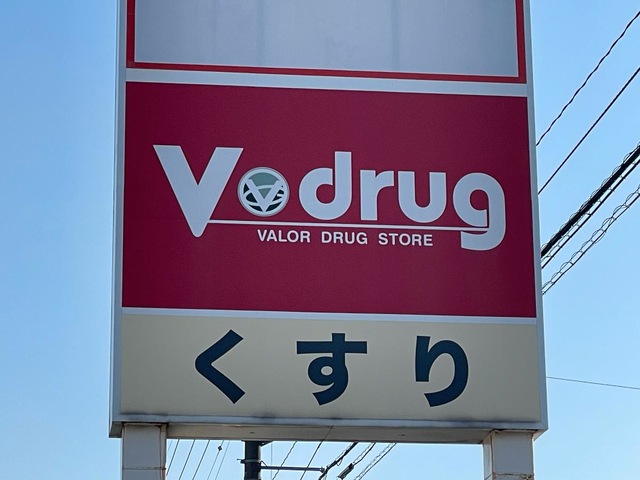 V drug
VALOR DRUG STORE
くすり